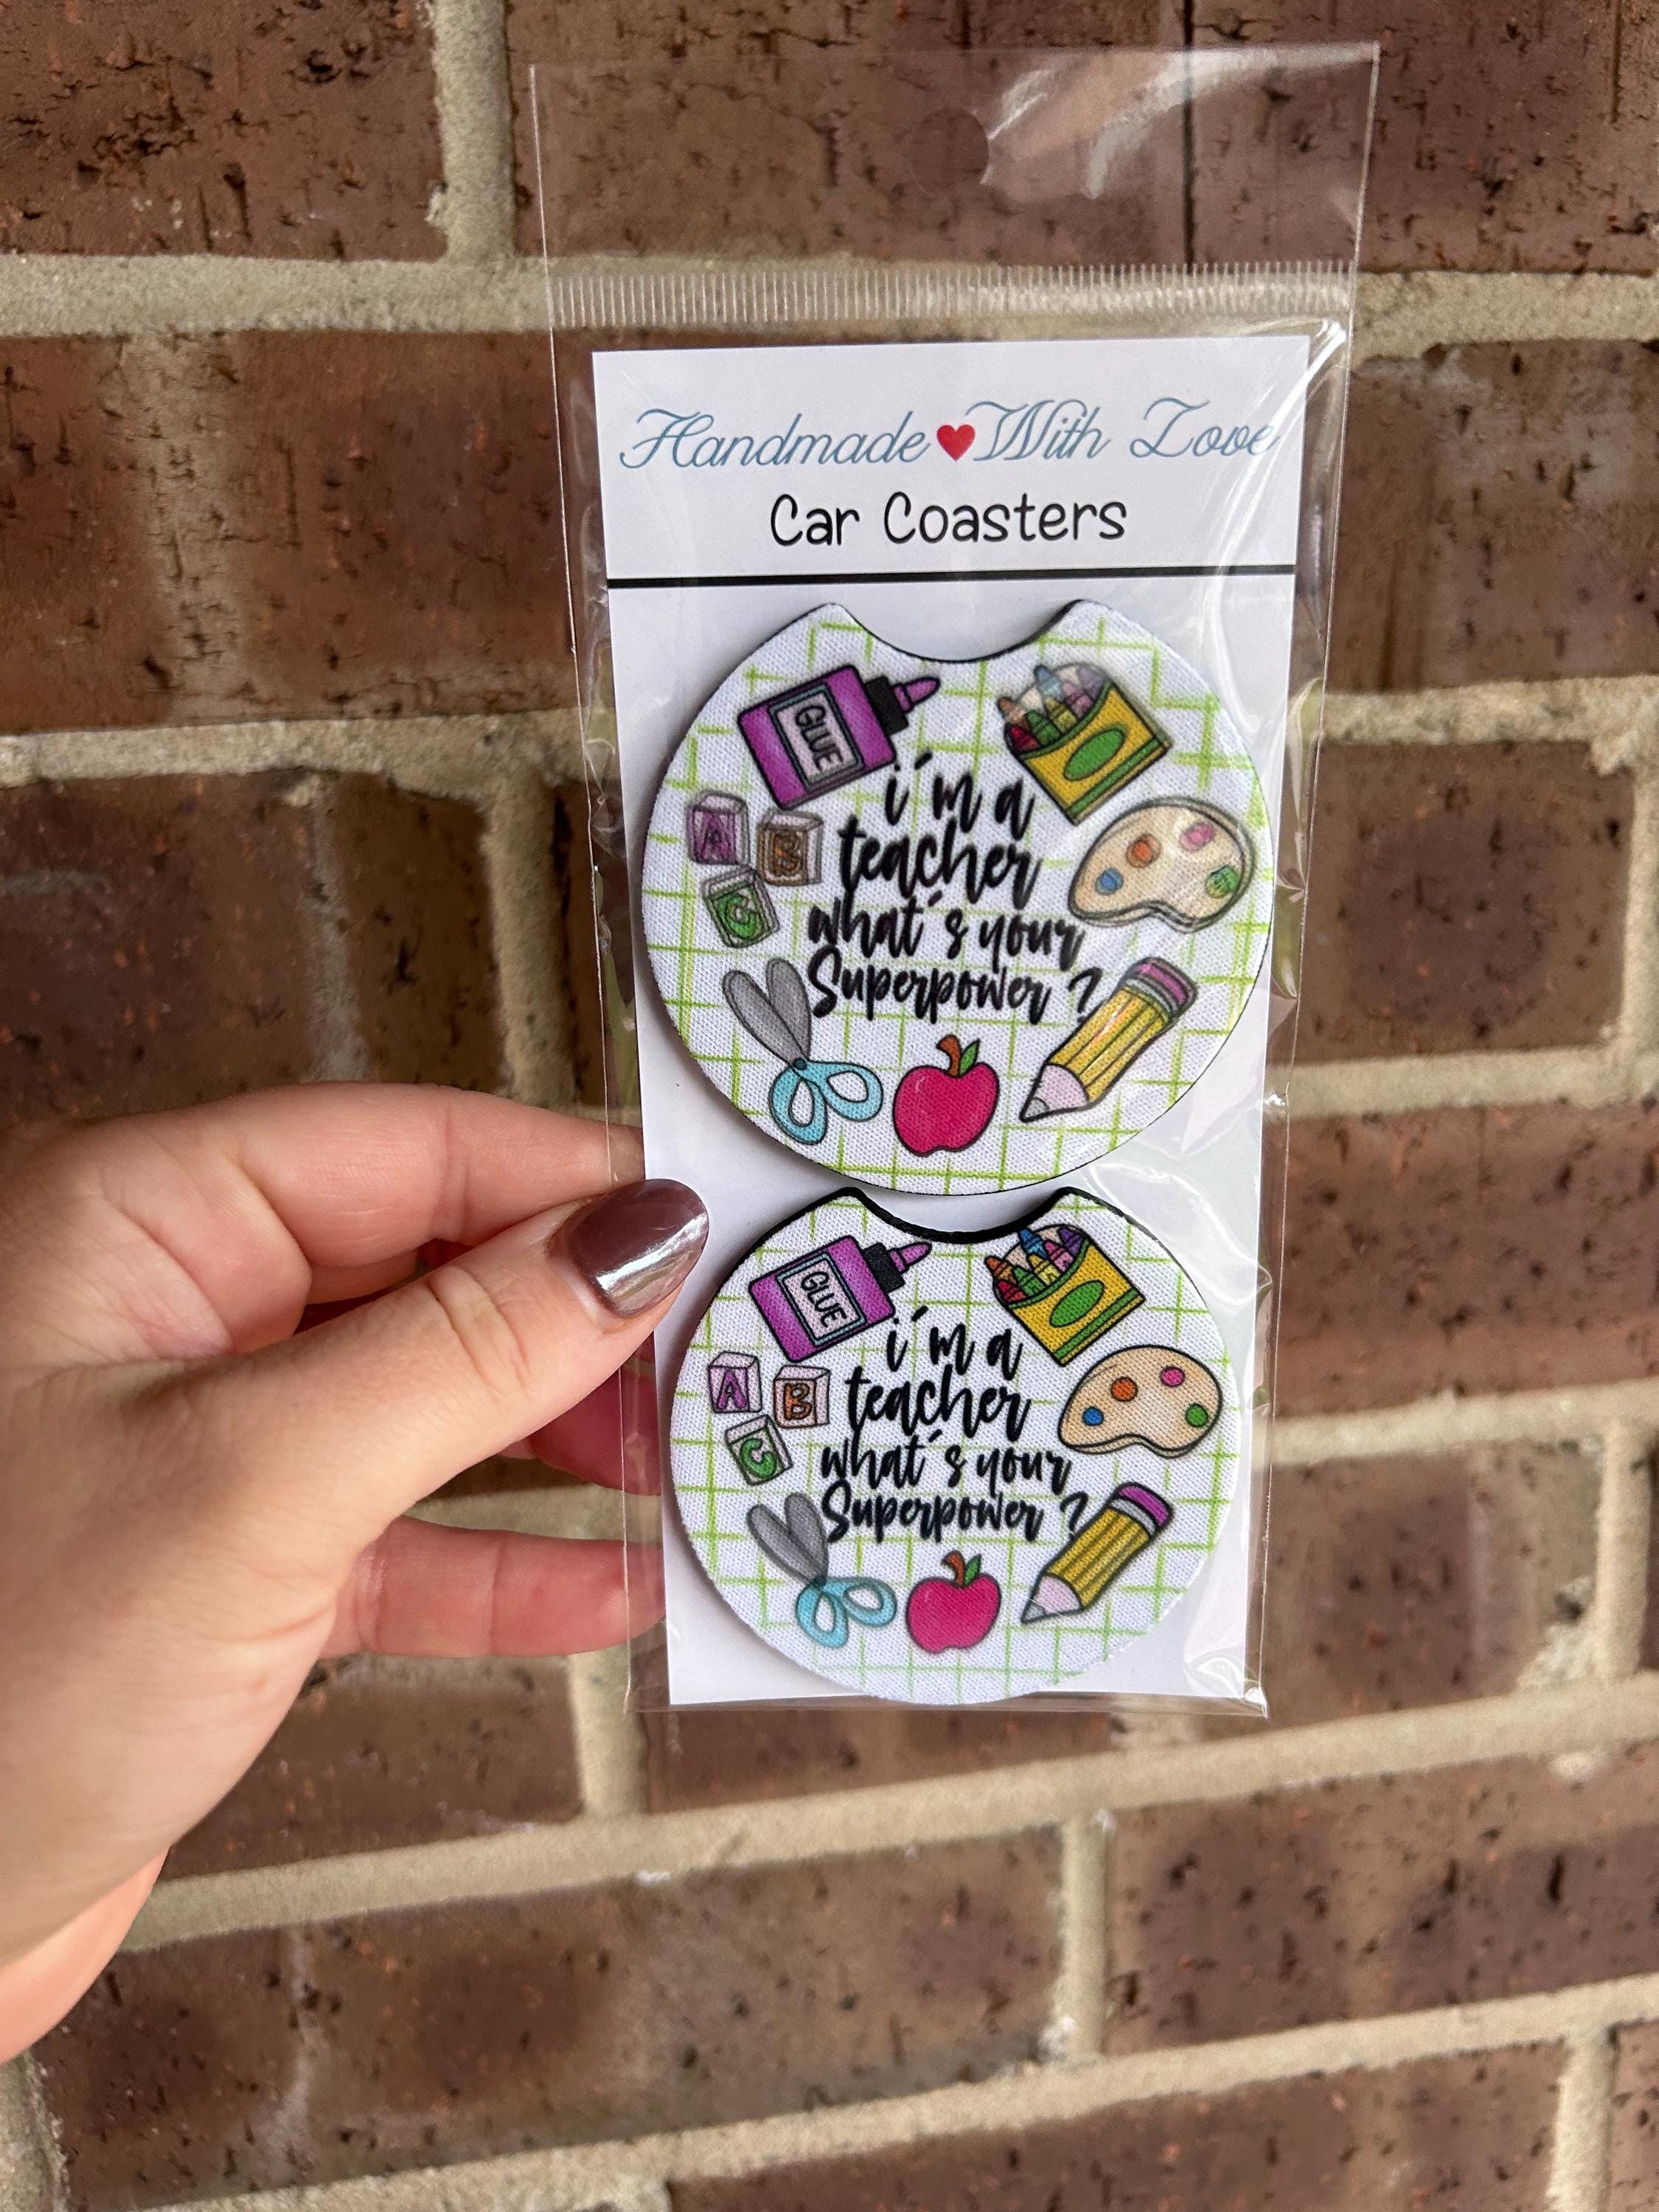 Handmade❤With Love
Car Coasters
GLUE
A B
C
i´m a
teacher
what´s your
Superpower ?
GLUE
A B
C
i´m a
teacher
what´s your
Superpower ?